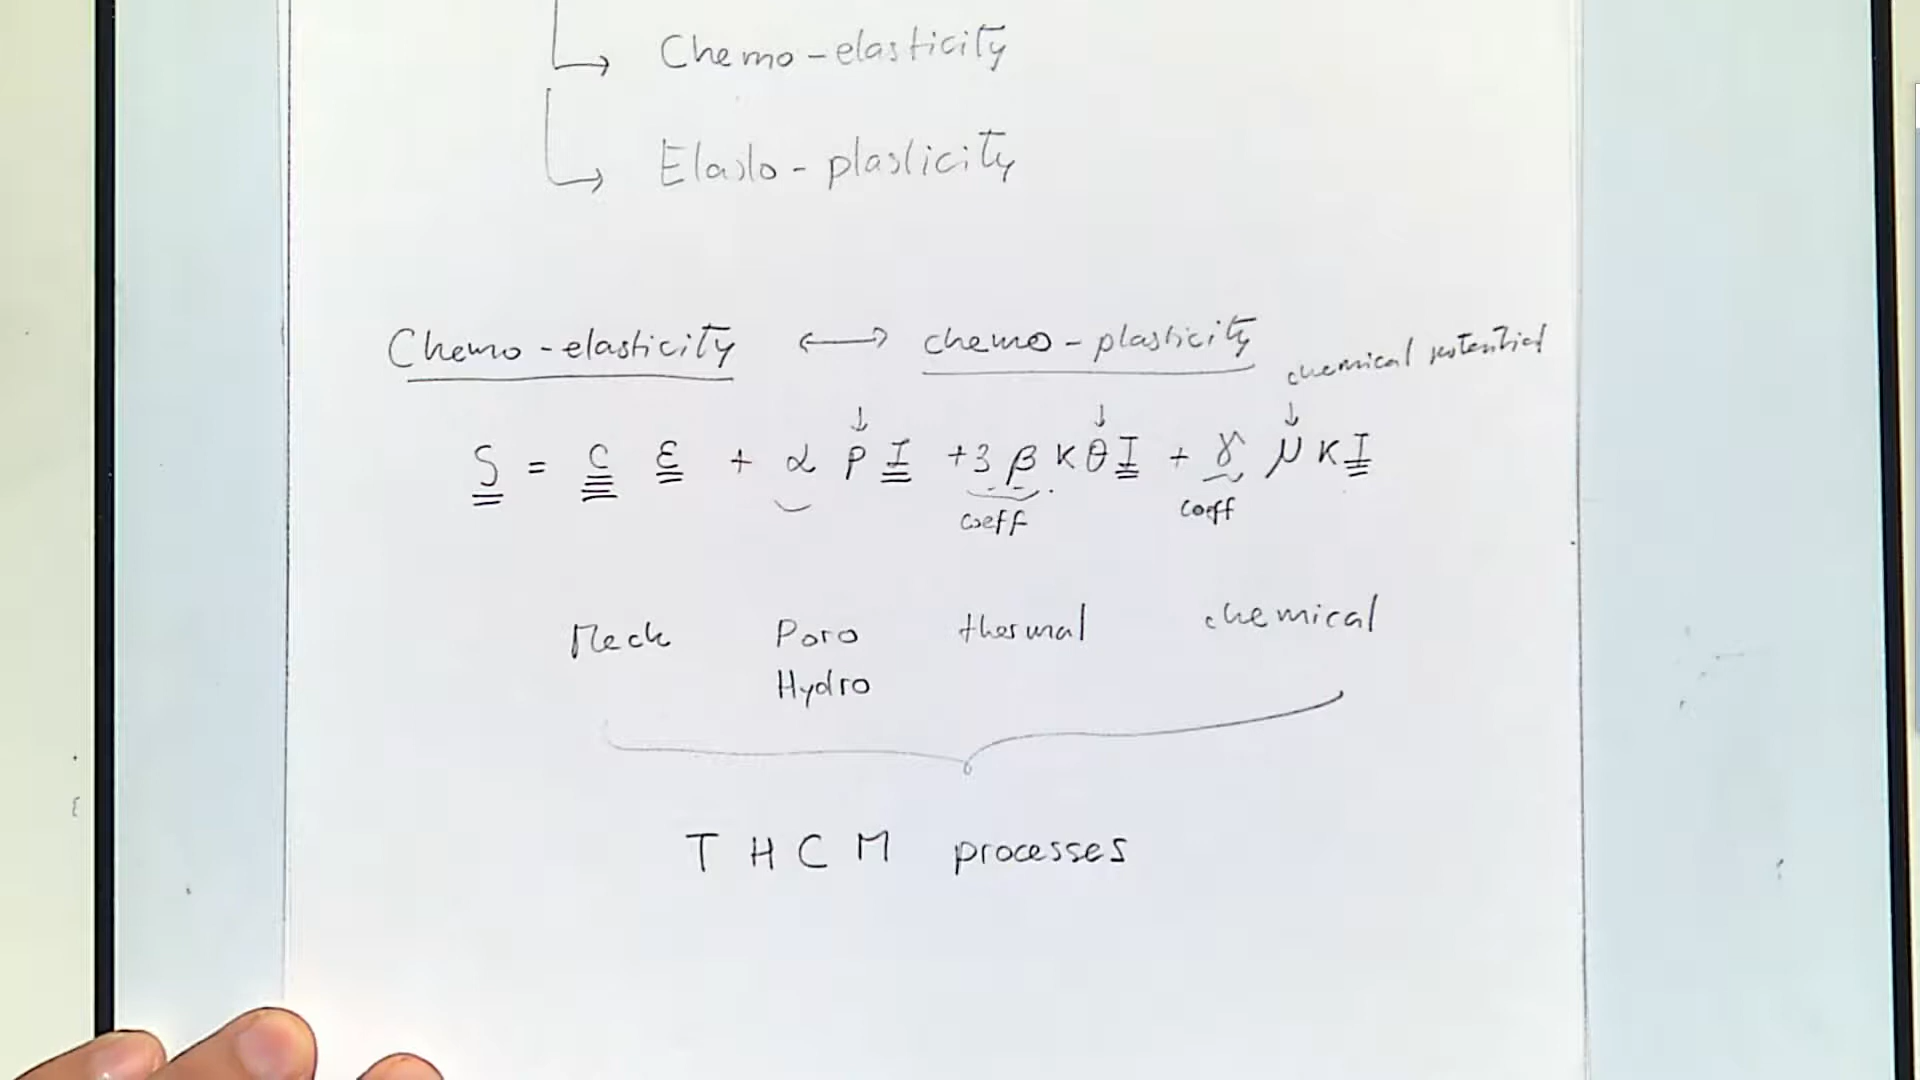 Chemo-elasticity
Elasto-plasticity
Chemo-elasticity ⟷ chemo-plasticity
chemical potential
S = C ε + α p I + 3 β K θ I + γ μ K I
coeff coeff
Mech Poro thermal chemical
Hydro
T H C M processes